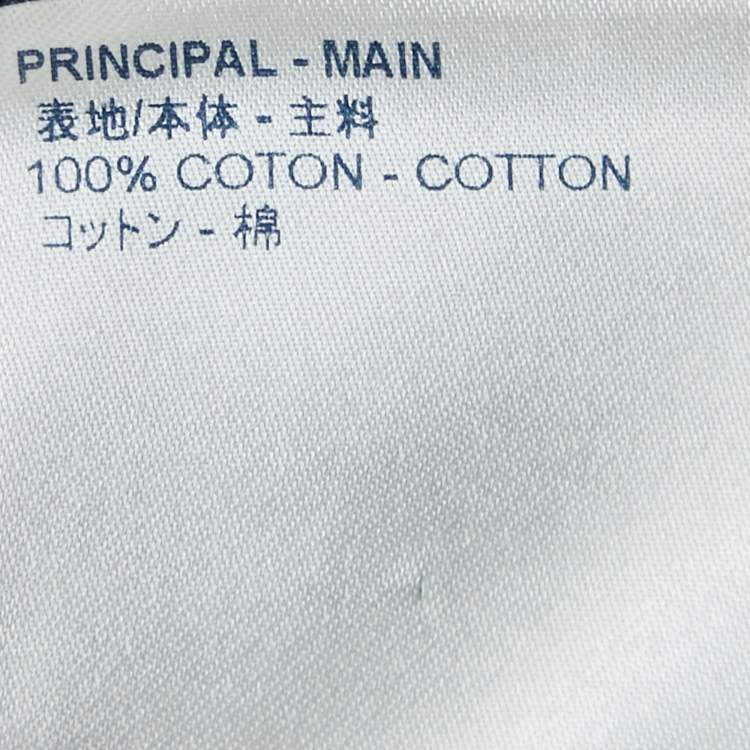 PRINCIPAL - MAIN
表地/本体 - 主料
100% COTON - COTTON
コットン - 棉